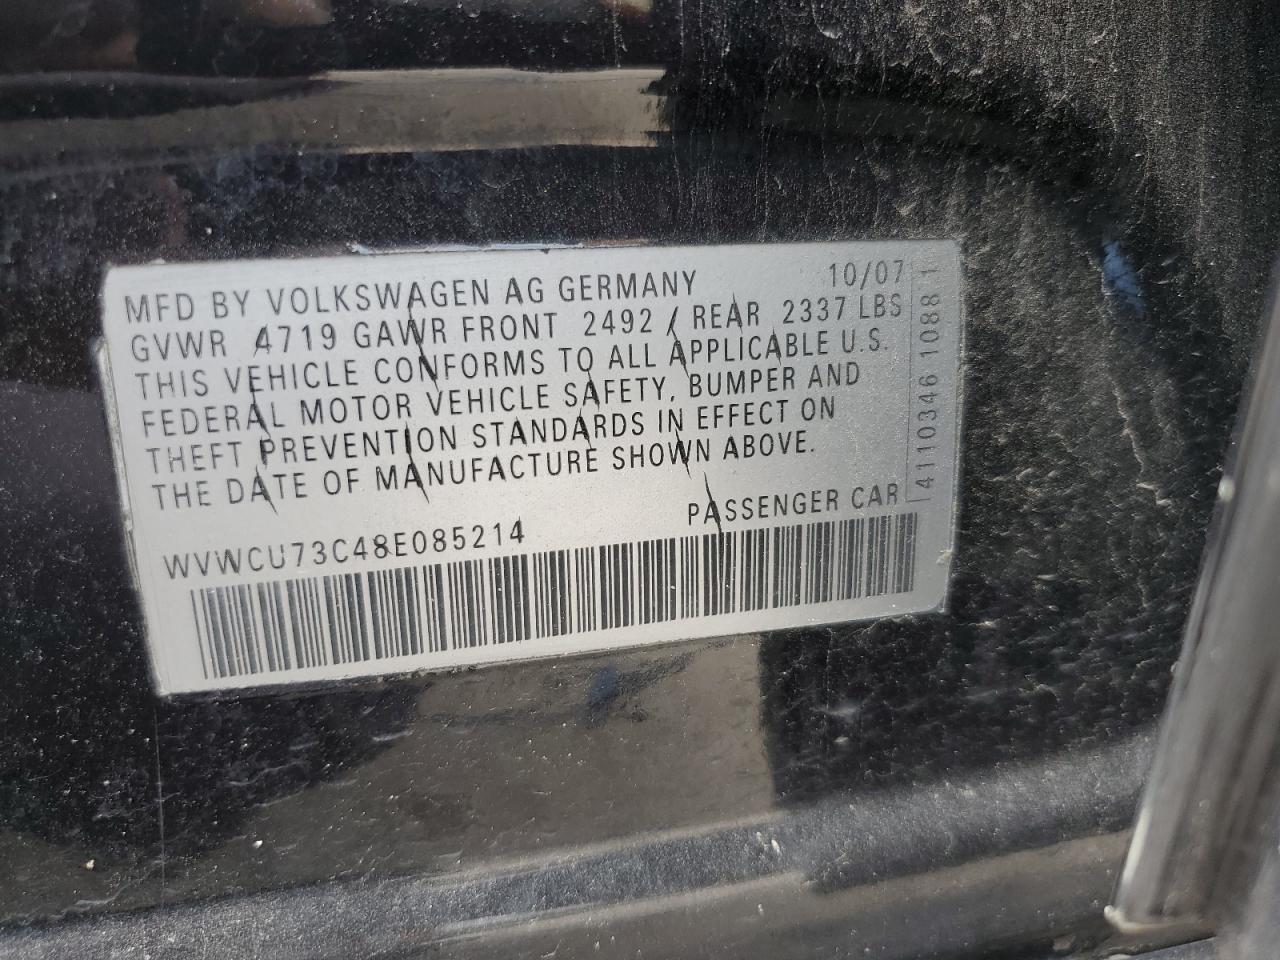 MFD BY VOLKSWAGEN AG GERMANY 10/07
GVWR 4719 GAWR FRONT 2492 / REAR 2337 LBS
THIS VEHICLE CONFORMS TO ALL APPLICABLE U.S.
FEDERAL MOTOR VEHICLE SAFETY, BUMPER AND
THEFT PREVENTION STANDARDS IN EFFECT ON
THE DATE OF MANUFACTURE SHOWN ABOVE.
PASSENGER CAR
WVWCU73C48E085214
4110346 1088 1